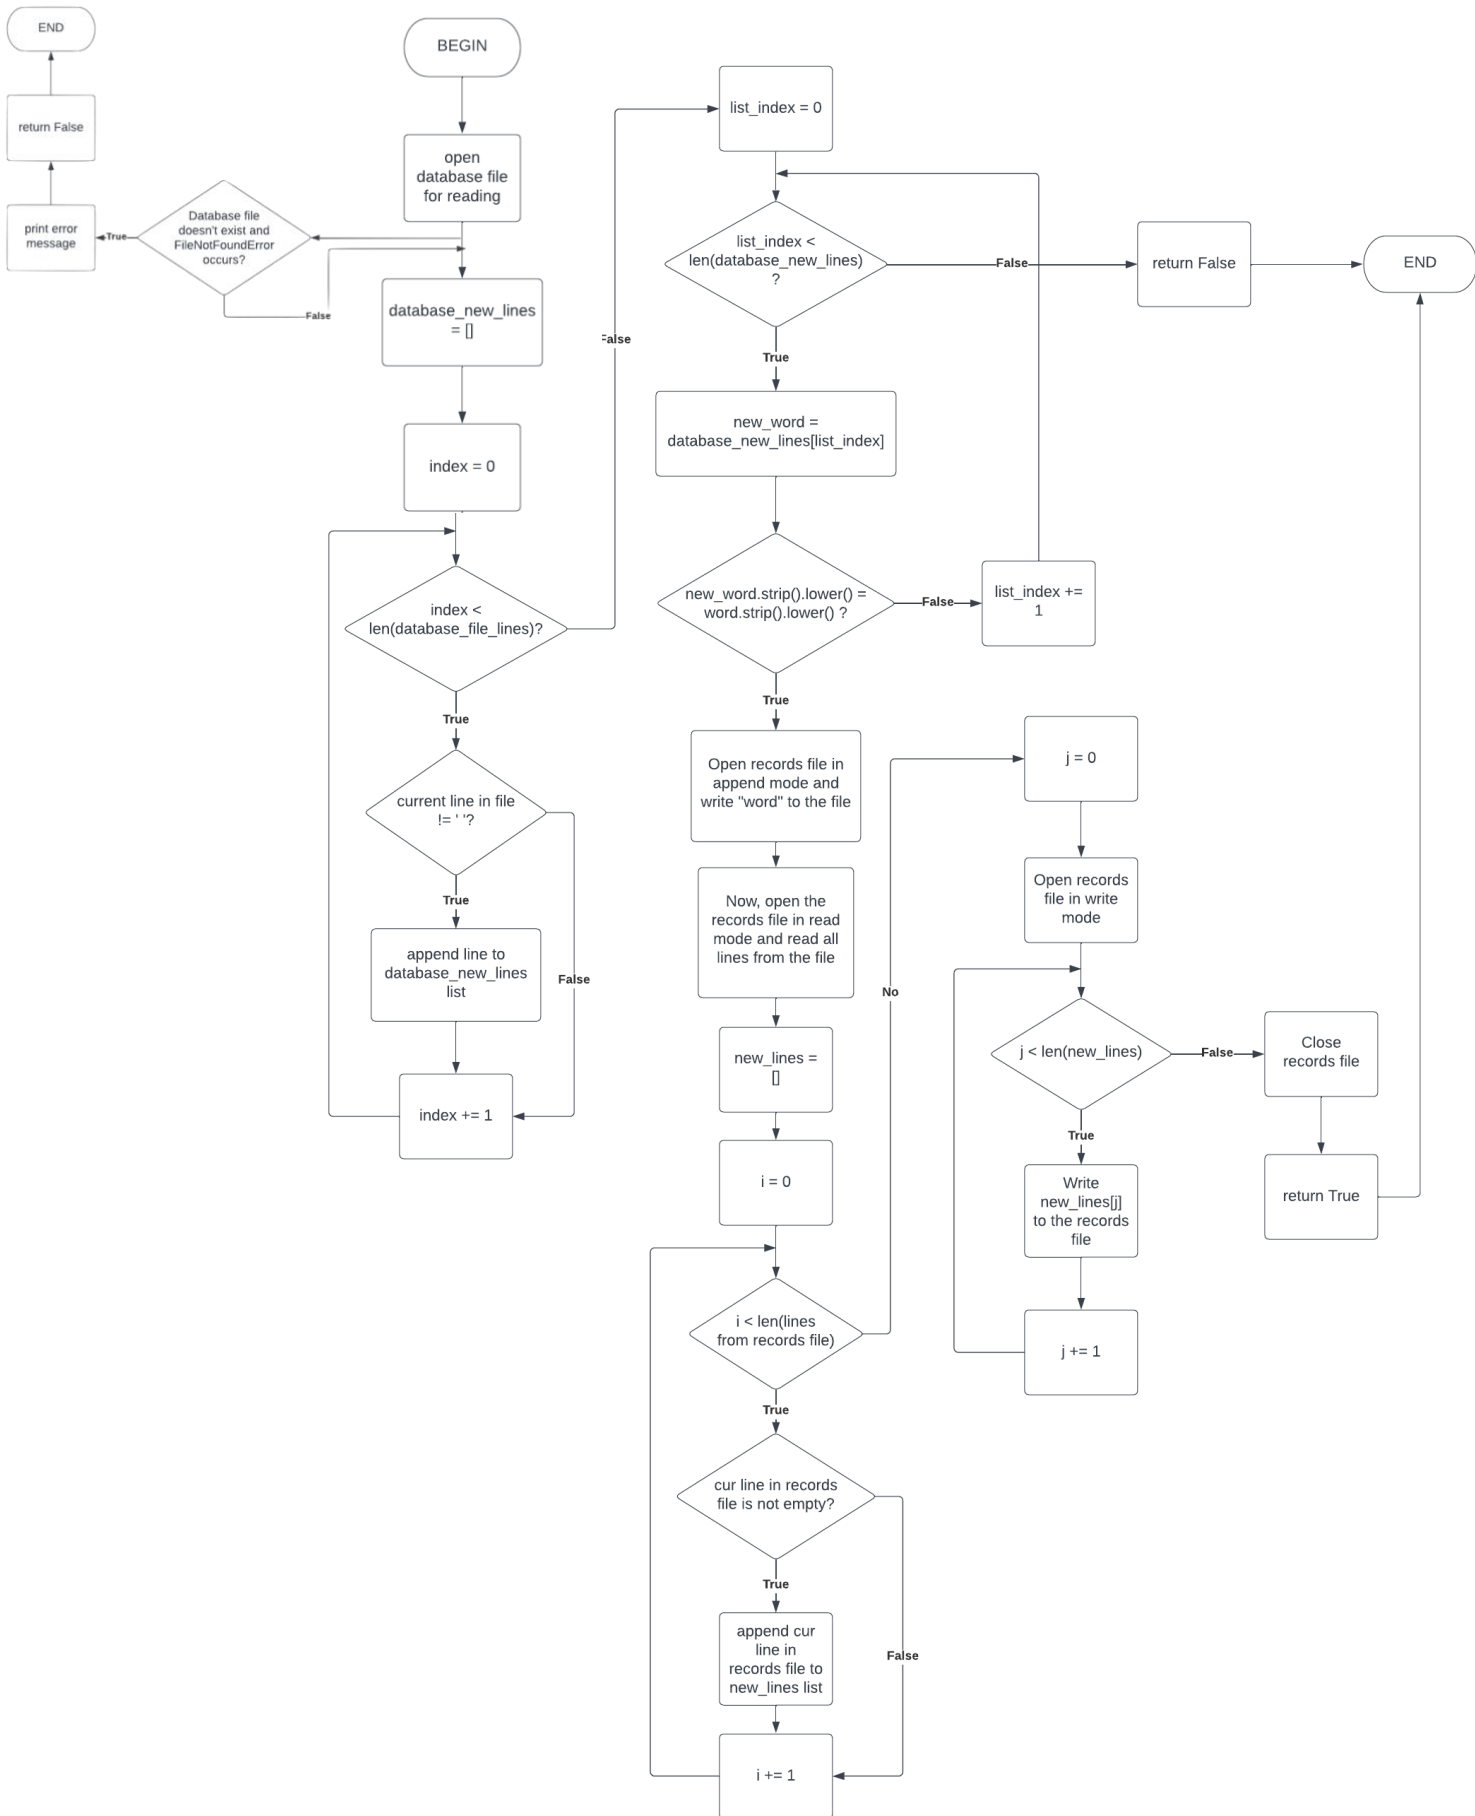 END
return False
print error
message
True
Database file
doesn't exist and
FileNotFoundError
occurs?
False
BEGIN
open
database file
for reading
database_new_lines
= []
index = 0
index <
len(database_file_lines)?
False
True
current line in file
!= ' '?
True
append line to
database_new_lines
list
False
index += 1
list_index = 0
list_index <
len(database_new_lines)
?
False
return False
END
True
new_word =
database_new_lines[list_index]
new_word.strip().lower() =
word.strip().lower() ?
False
list_index +=
1
True
Open records file in
append mode and
write "word" to the file
Now, open the
records file in read
mode and read all
lines from the file
new_lines =
[]
i = 0
i < len(lines
from records file)
No
True
cur line in records
file is not empty?
True
append cur
line in
records file to
new_lines list
False
i += 1
j = 0
Open records
file in write
mode
j < len(new_lines)
False
Close
records file
return True
True
Write
new_lines[j]
to the records
file
j += 1